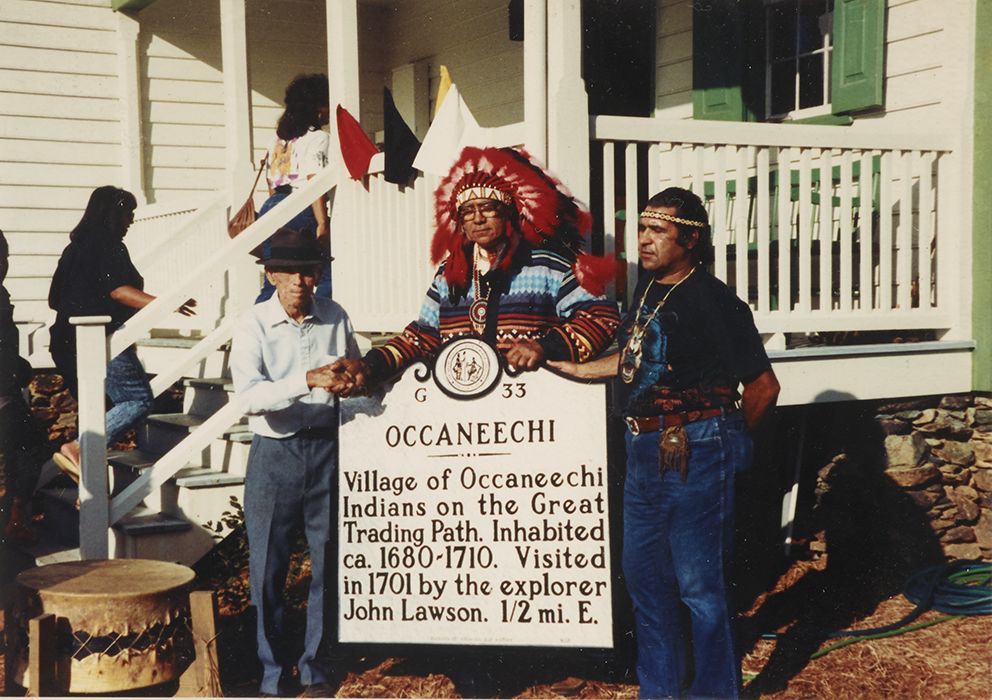 G 33
OCCANEECHI
Village of Occaneechi
Indians on the Great
Trading Path. Inhabited
ca. 1680-1710. Visited
in 1701 by the explorer
John Lawson. 1/2 mi. E.